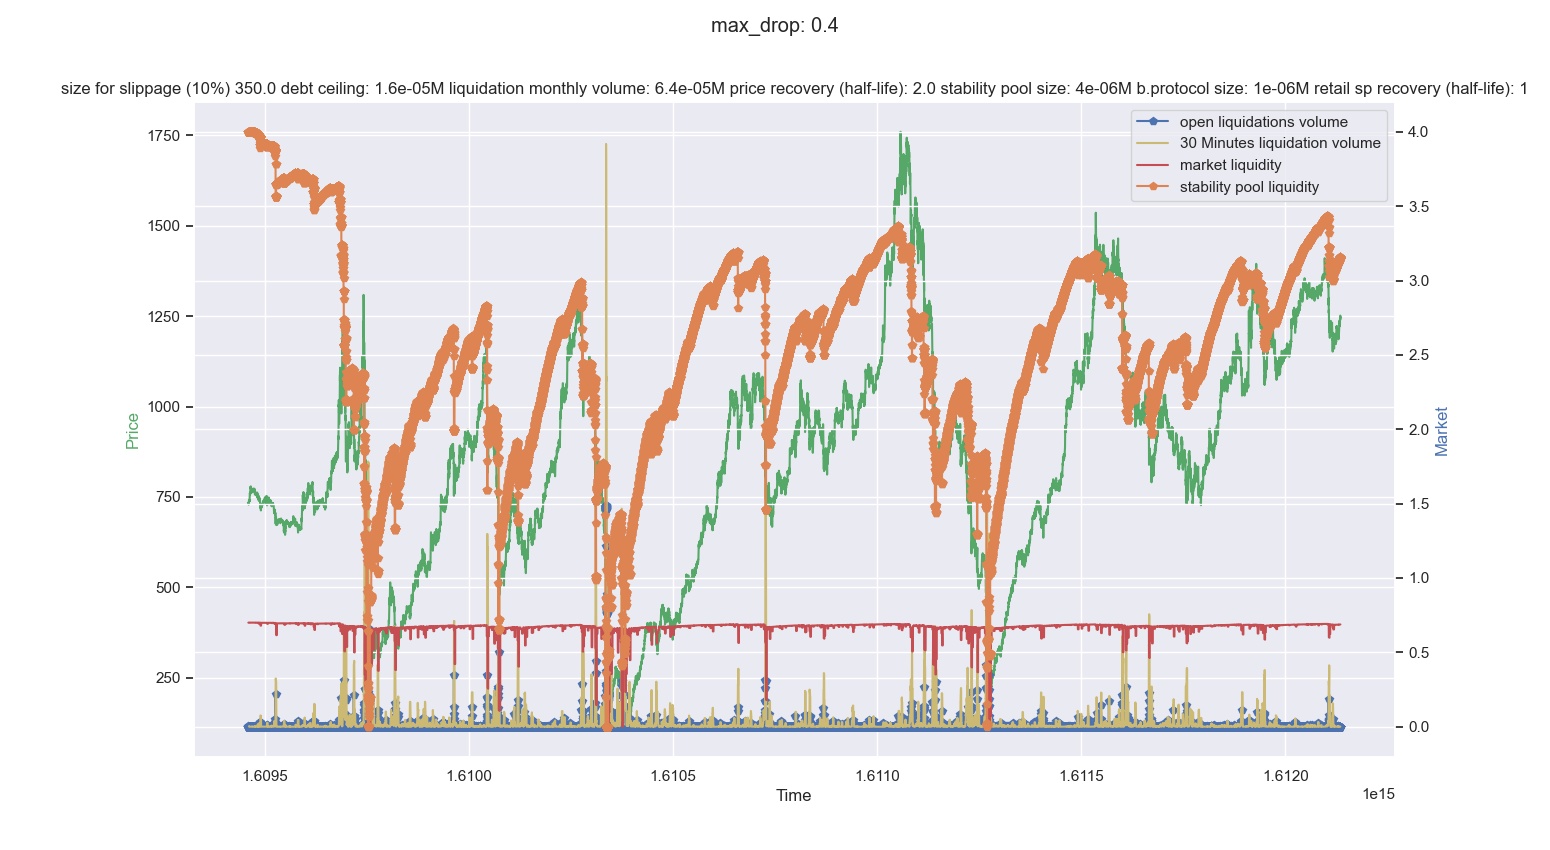 max_drop: 0.4
size for slippage (10%) 350.0 debt ceiling: 1.6e-05M liquidation monthly volume: 6.4e-05M price recovery (half-life): 2.0 stability pool size: 4e-06M b.protocol size: 1e-06M retail sp recovery (half-life): 1
open liquidations volume
30 Minutes liquidation volume
market liquidity
stability pool liquidity
1750
1500
1250
1000
750
500
250
Price
4.0
3.5
3.0
2.5
2.0
1.5
1.0
0.5
0.0
Market
1.6095
1.6100
1.6105
1.6110
1.6115
1.6120
1e15
Time